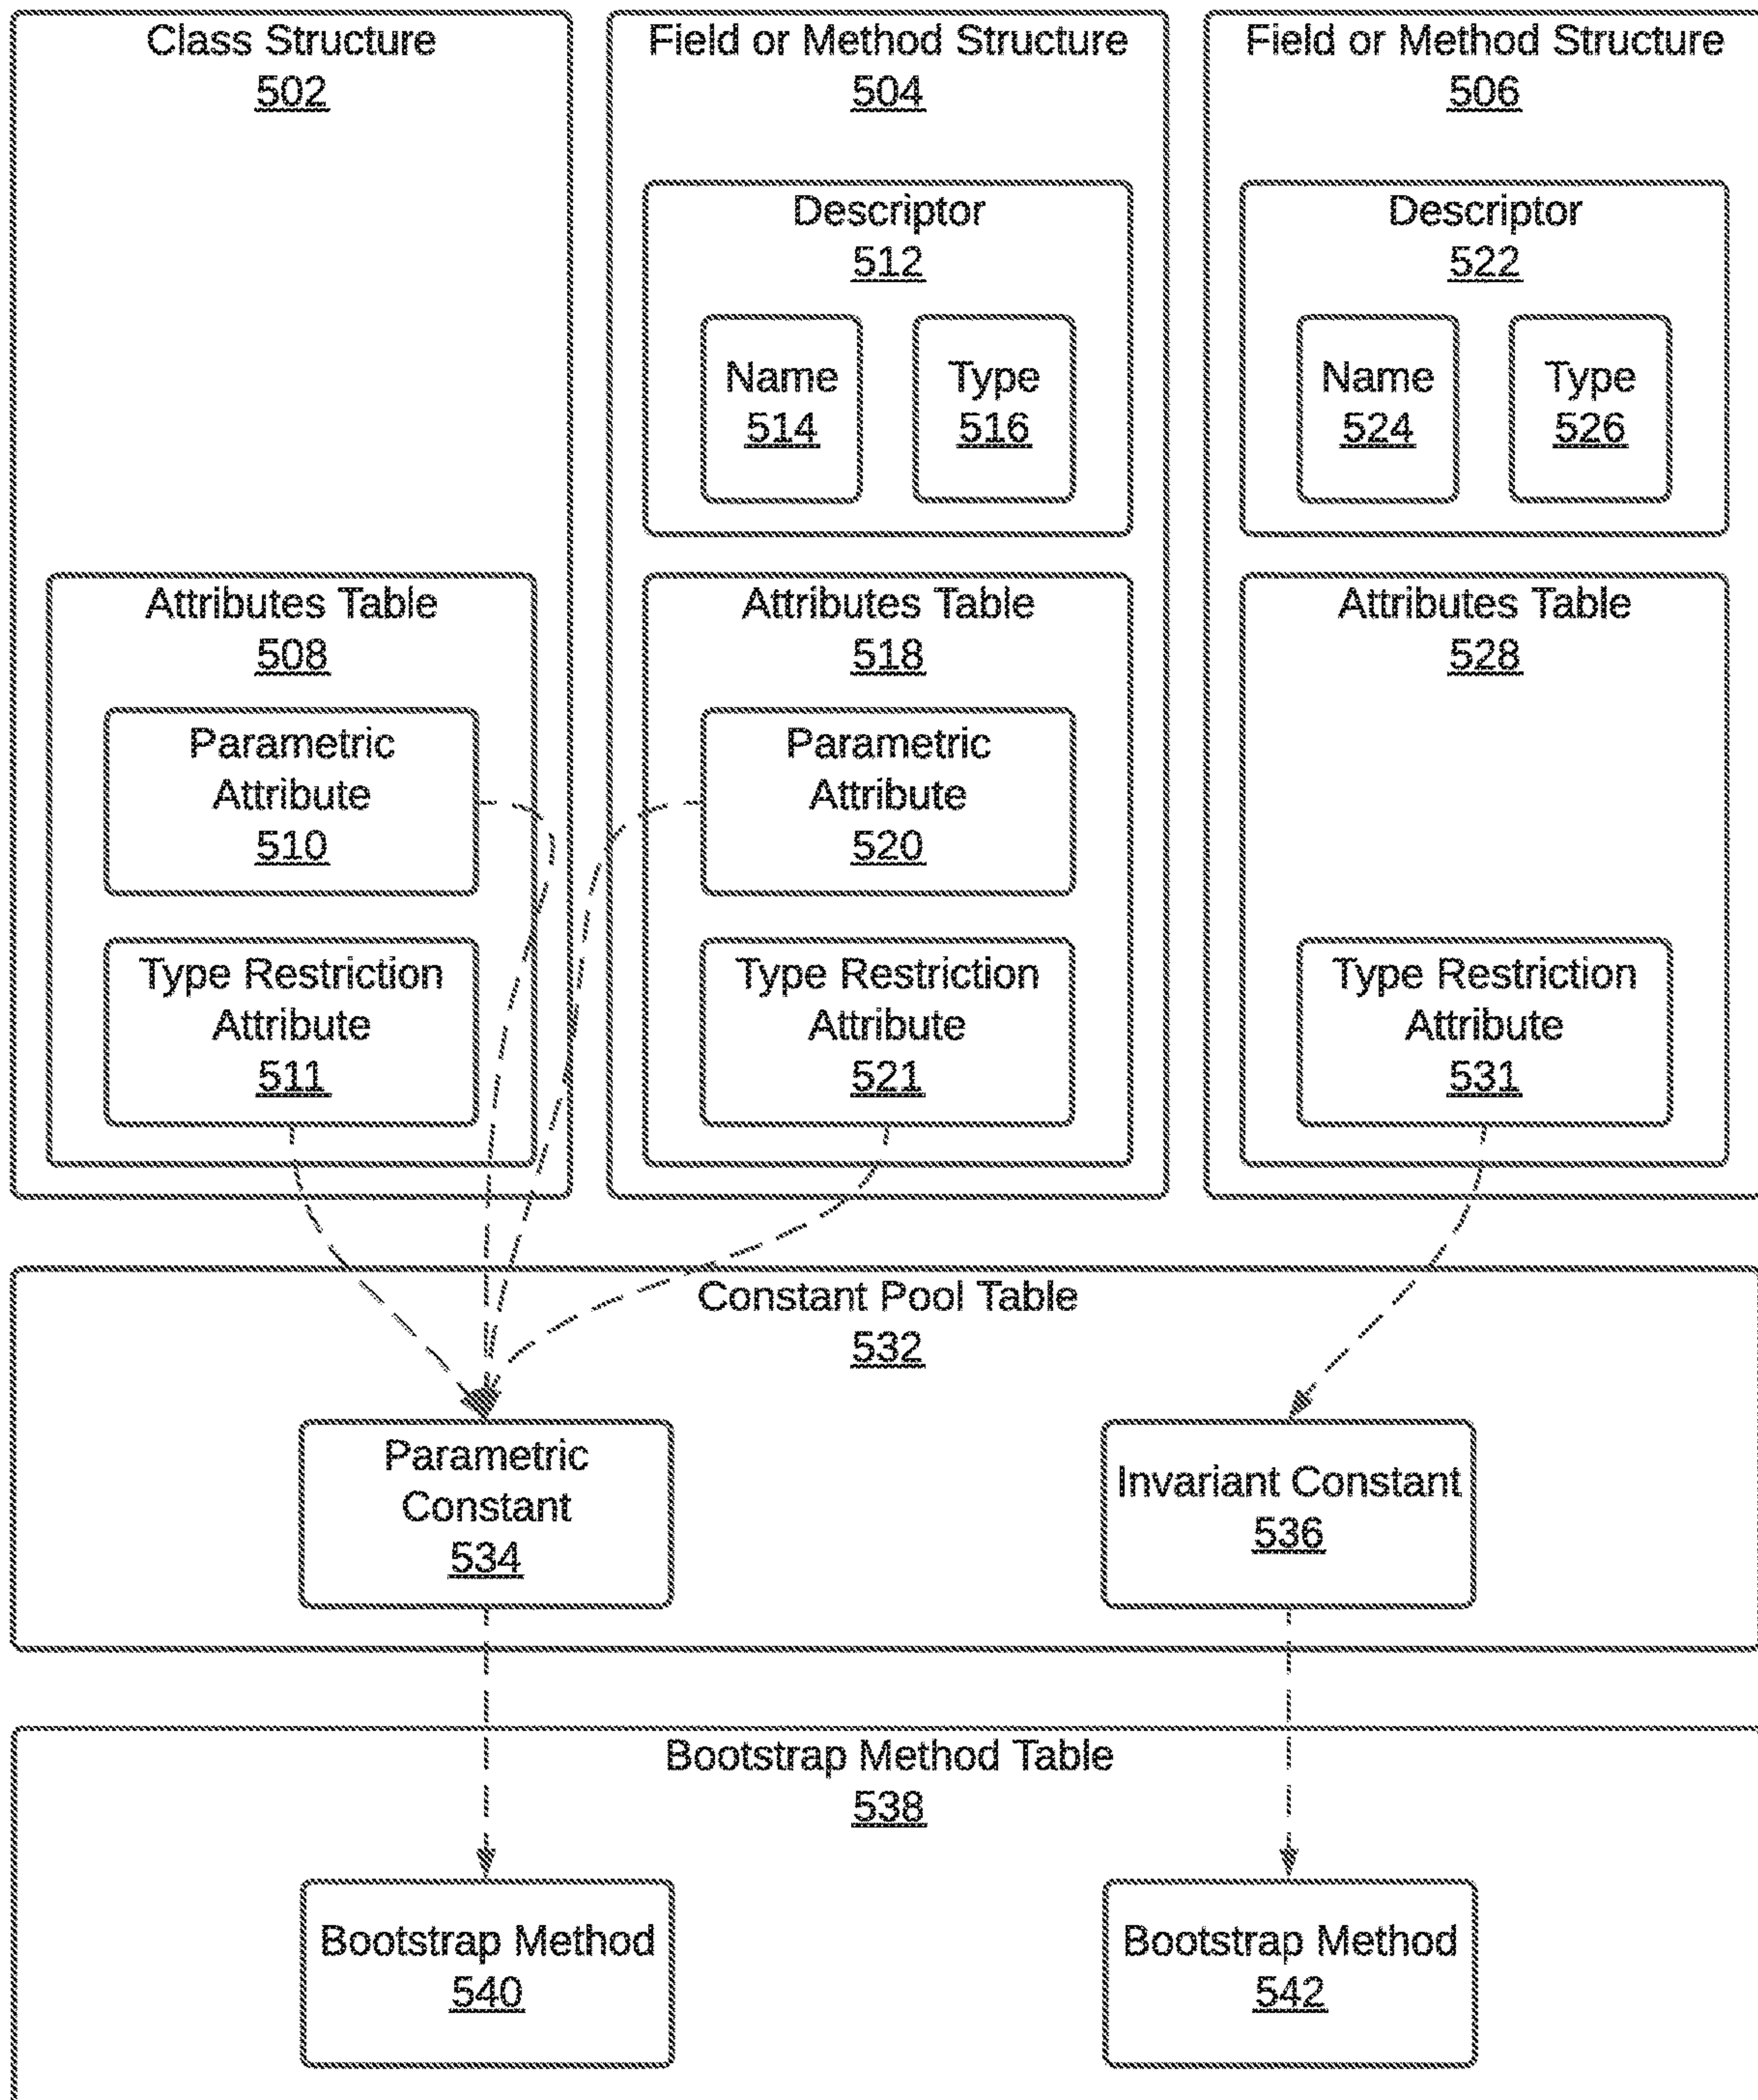 Class Structure
502
Attributes Table
508
Parametric
Attribute
510
Type Restriction
Attribute
511
Field or Method Structure
504
Descriptor
512
Name
514
Type
516
Attributes Table
518
Parametric
Attribute
520
Type Restriction
Attribute
521
Field or Method Structure
506
Descriptor
522
Name
524
Type
526
Attributes Table
528
Type Restriction
Attribute
531
Constant Pool Table
532
Parametric
Constant
534
Invariant Constant
536
Bootstrap Method Table
538
Bootstrap Method
540
Bootstrap Method
542